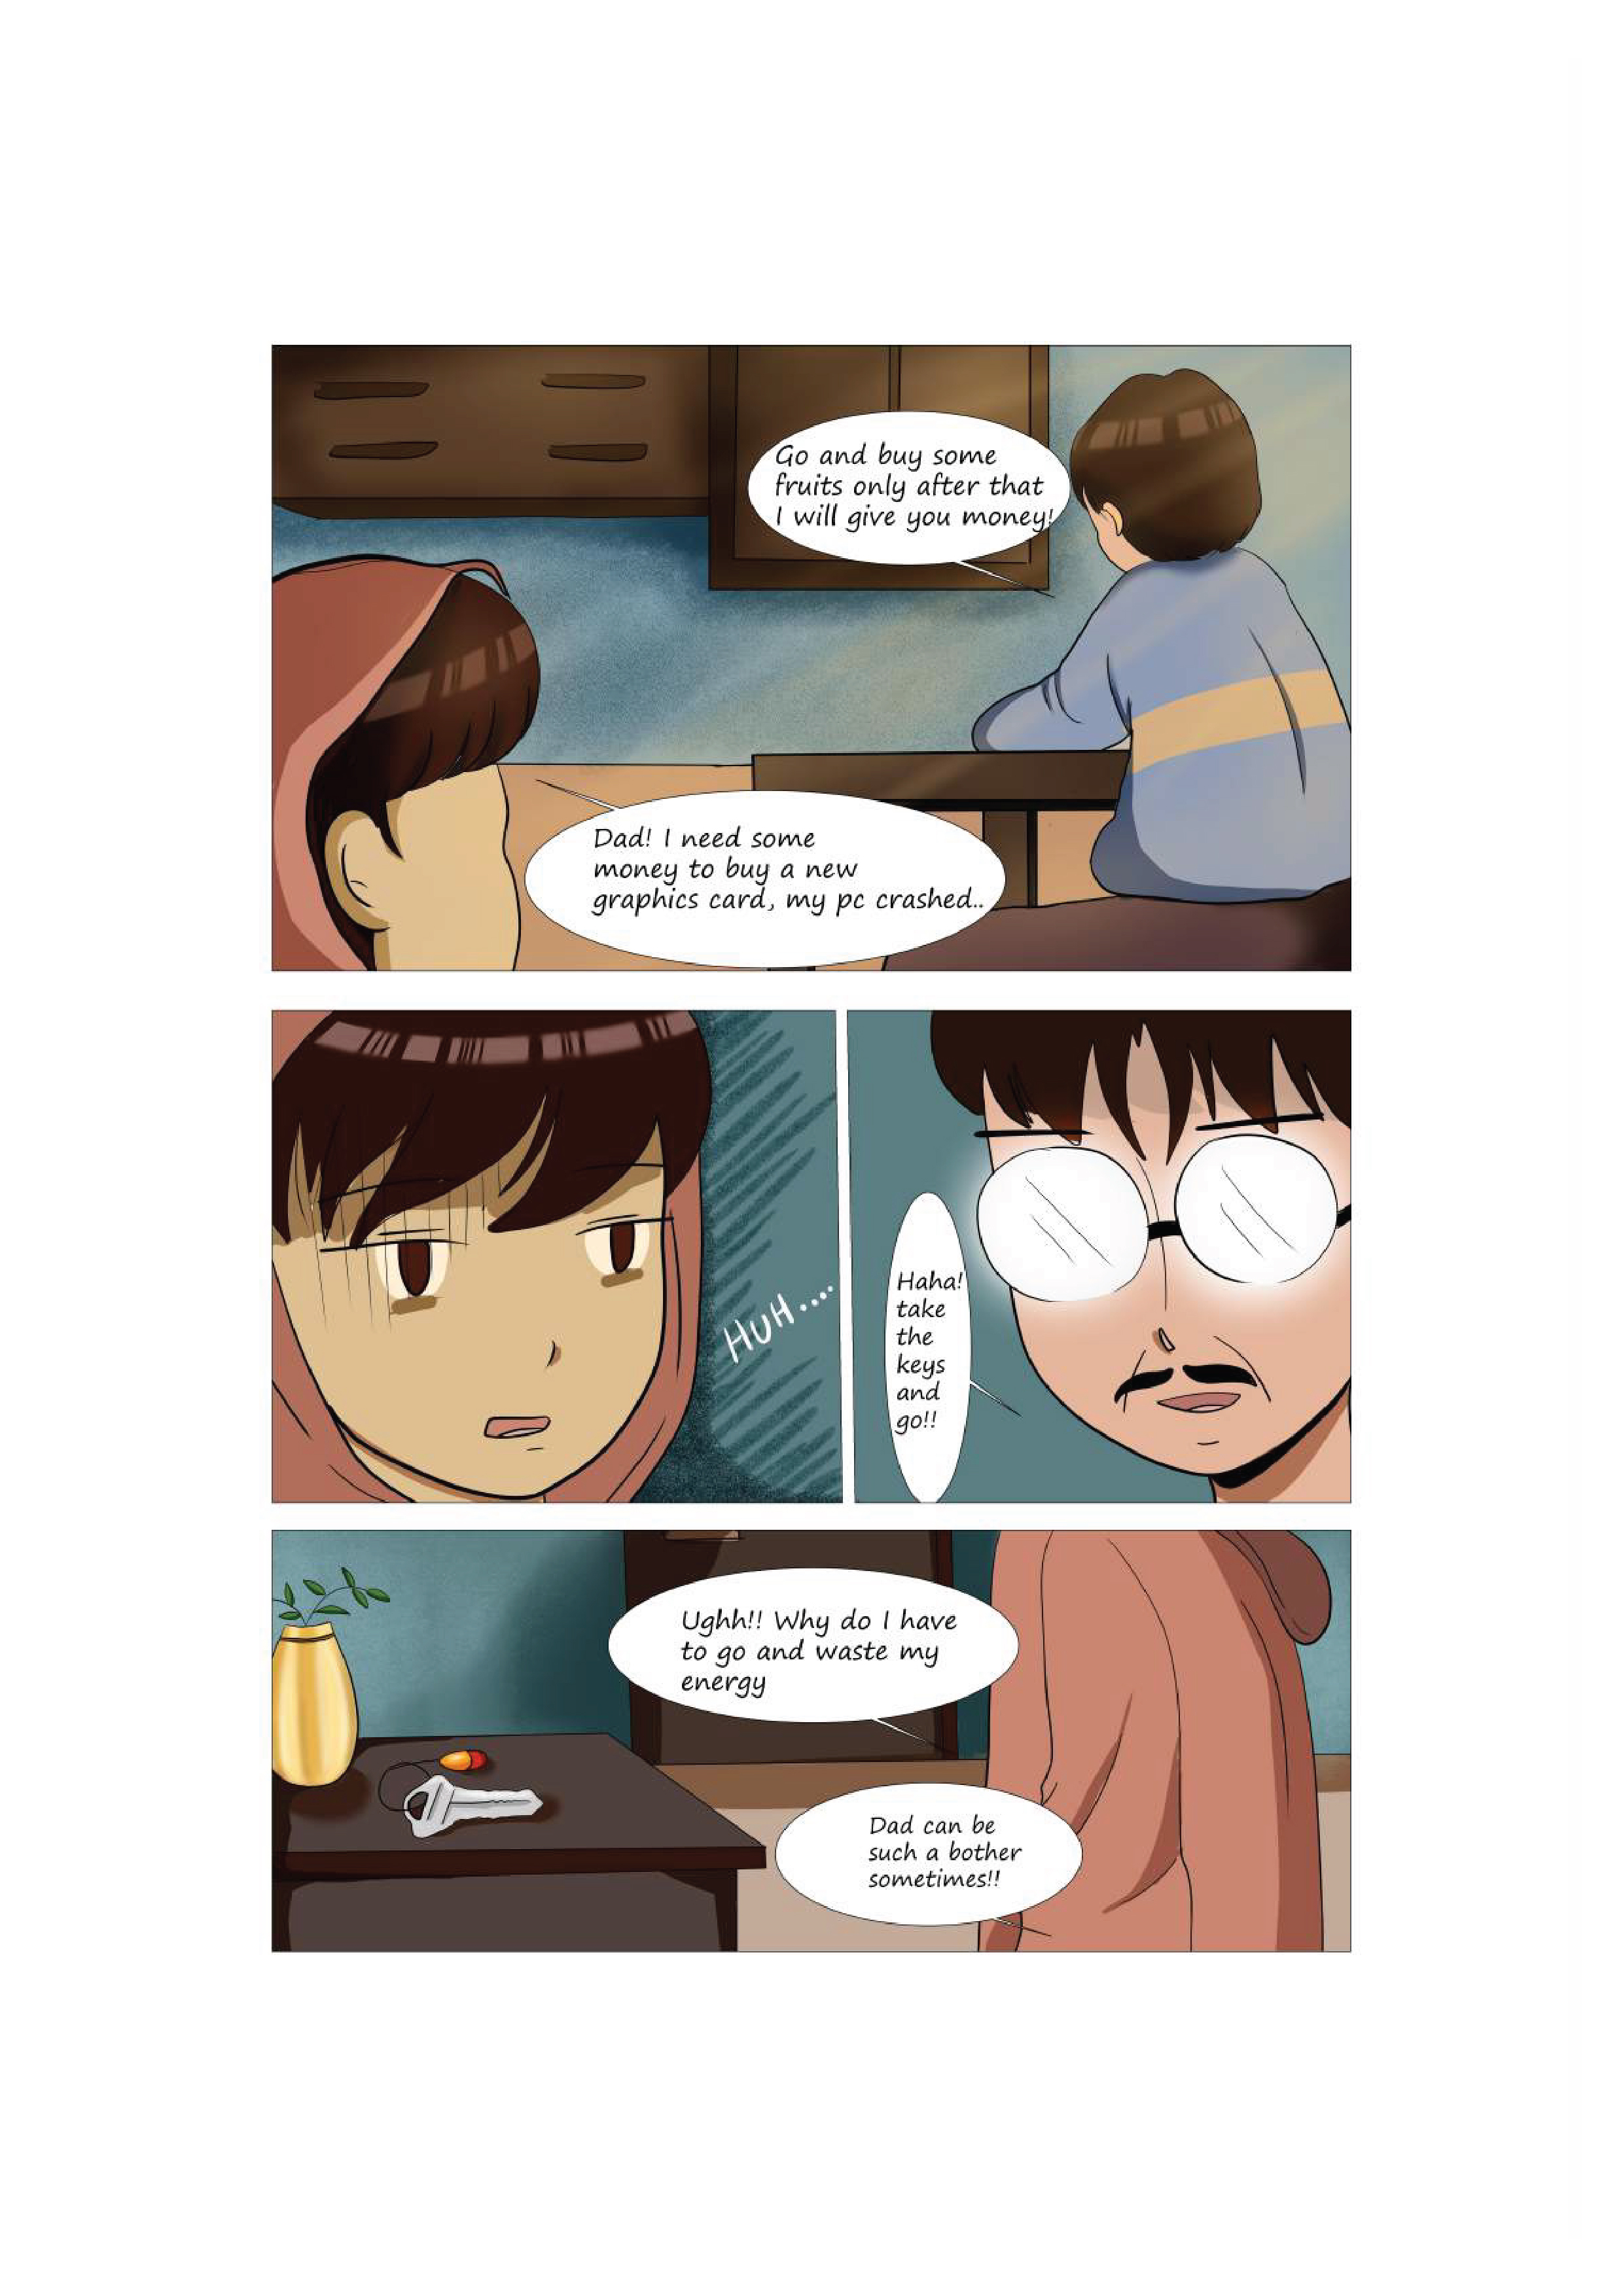 Go and buy some
fruits only after that
I will give you money!
Dad! I need some
money to buy a new
graphics card, my pc crashed..
HUH....
Haha!
take
the
keys
and
go!!
Ughh!! Why do I have
to go and waste my
energy
Dad can be
such a bother
sometimes!!